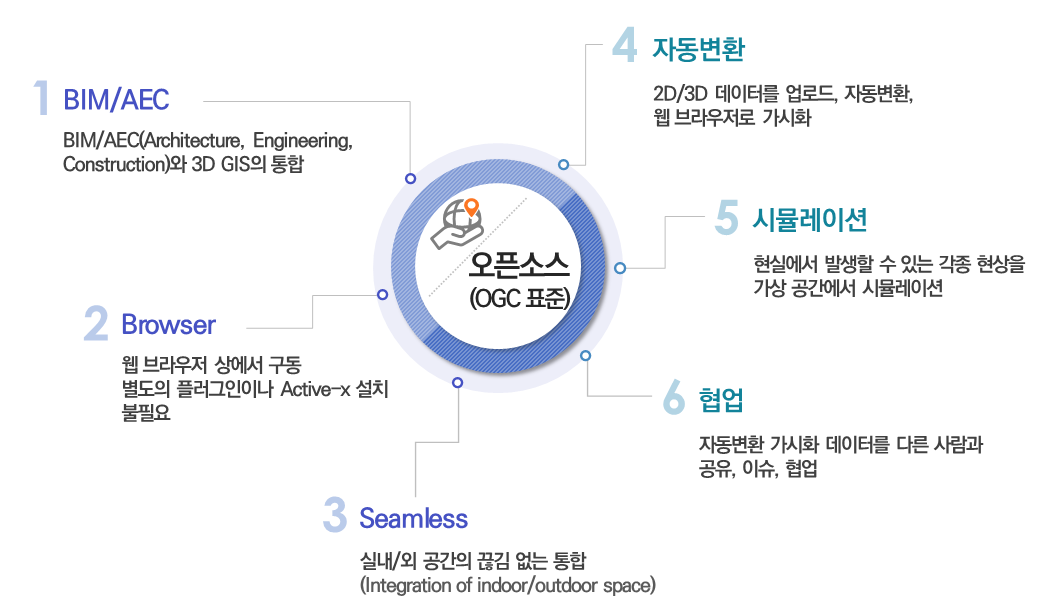 1 BIM/AEC
BIM/AEC(Architecture, Engineering,
Construction)와 3D GIS의 통합
2 Browser
웹 브라우저 상에서 구동
별도의 플러그인이나 Active-x 설치
불필요
3 Seamless
실내/외 공간의 끊김 없는 통합
(Integration of indoor/outdoor space)
오픈소스
(OGC 표준)
4 자동변환
2D/3D 데이터를 업로드, 자동변환,
웹 브라우저로 가시화
5 시뮬레이션
현실에서 발생할 수 있는 각종 현상을
가상 공간에서 시뮬레이션
6 협업
자동변환 가시화 데이터를 다른 사람과
공유, 이슈, 협업